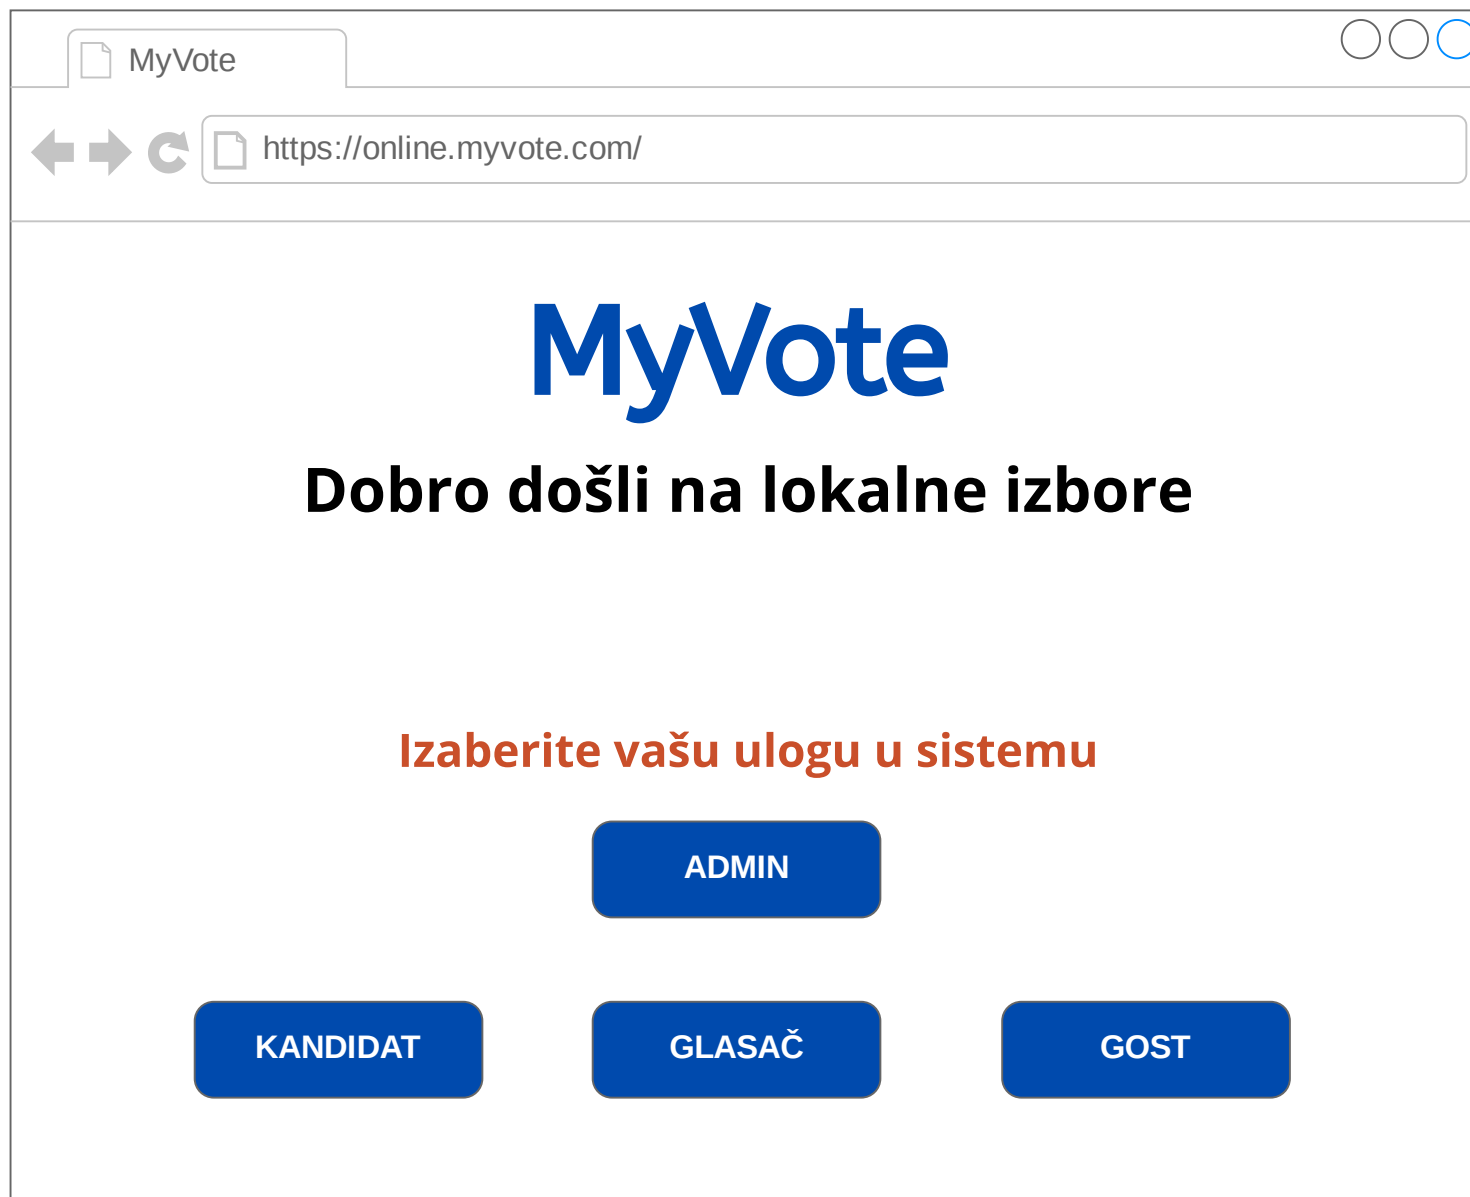 MyVote
https://online.myvote.com/
MyVote
Dobro došli na lokalne izbore
Izaberite vašu ulogu u sistemu
ADMIN
KANDIDAT
GLASAČ
GOST